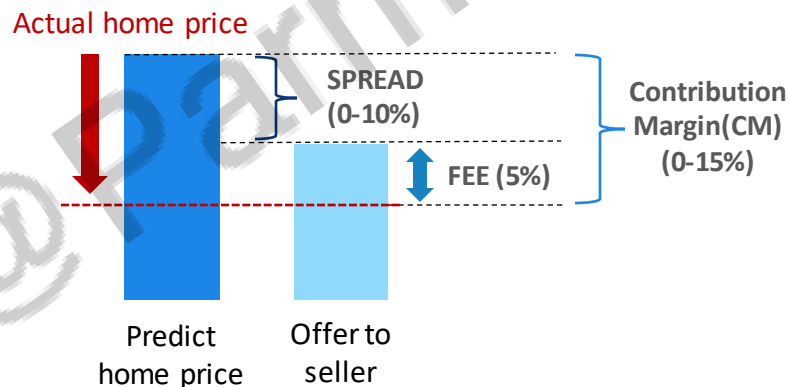 Actual home price
SPREAD
(0-10%)
Contribution
Margin(CM)
(0-15%)
FEE (5%)
Predict
home price
Offer to
seller